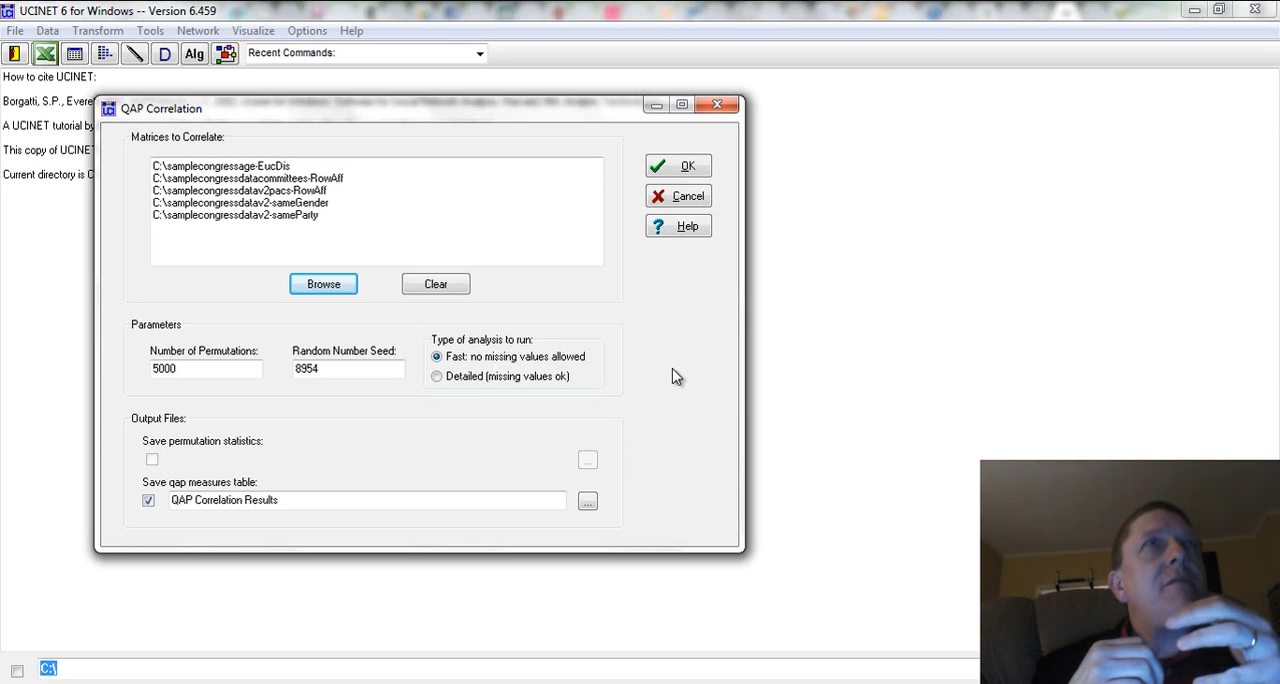 UCINET 6 for Windows -- Version 6.459
File Data Transform Tools Network Visualize Options Help
D Alg Recent Commands:
How to cite UCINET:
Borgatti, S.P., Evere
A UCINET tutorial by
This copy of UCINET
Current directory is C
QAP Correlation
Matrices to Correlate:
C:\samplecongressage-EucDis
C:\samplecongressdatacommittees-RowAff
C:\samplecongressdatav2pacs-RowAff
C:\samplecongressdatav2-sameGender
C:\samplecongressdatav2-sameParty
OK
Cancel
? Help
Browse Clear
Parameters
Number of Permutations: Random Number Seed: Type of analysis to run:
5000 8954 Fast: no missing values allowed
Detailed (missing values ok)
Output Files:
Save permutation statistics:
...
Save qap measures table:
QAP Correlation Results ...
C:\